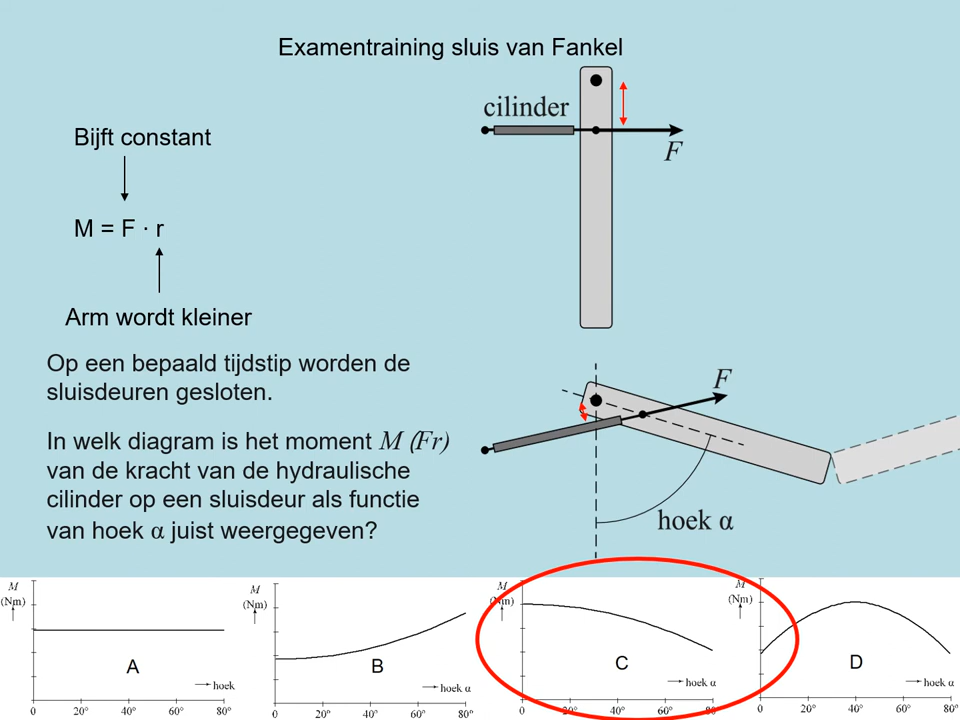 Examentraining sluis van Fankel
cilinder
F
Bijft constant
M = F · r
Arm wordt kleiner
Op een bepaald tijdstip worden de
sluisdeuren gesloten.
In welk diagram is het moment M (Fr)
van de kracht van de hydraulische
cilinder op een sluisdeur als functie
van hoek α juist weergegeven?
F
hoek α
M
(Nm)
A
hoek
0 20° 40° 60° 80°
M
(Nm)
B
hoek α
0 20° 40° 60° 80°
M
(Nm)
C
hoek α
0 20° 40° 60° 80°
M
(Nm)
D
hoek α
0 20° 40° 60° 80°